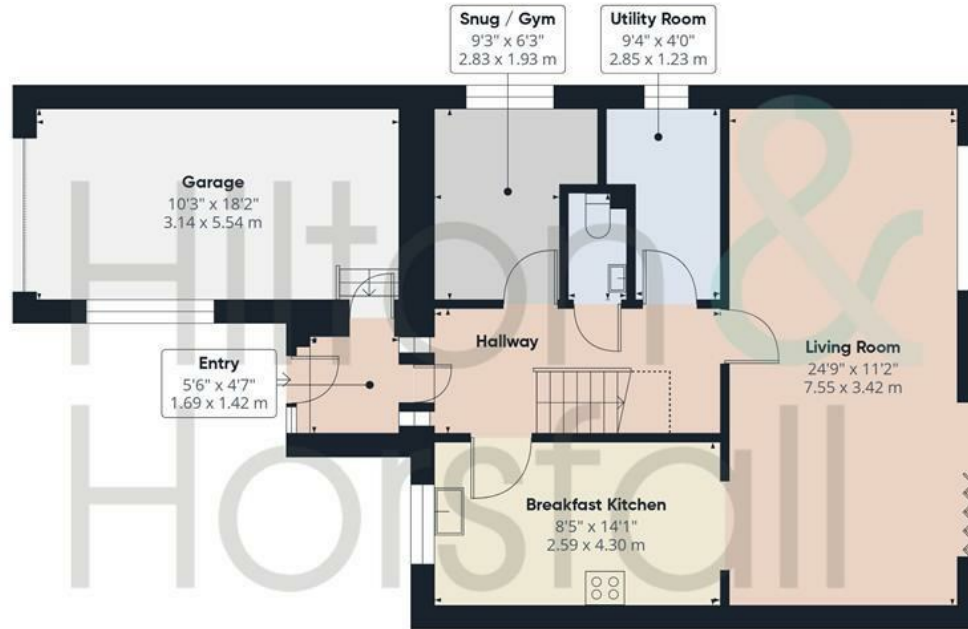 Snug / Gym
9'3" x 6'3"
2.83 x 1.93 m
Utility Room
9'4" x 4'0"
2.85 x 1.23 m
Garage
10'3" x 18'2"
3.14 x 5.54 m
Entry
5'6" x 4'7"
1.69 x 1.42 m
Hallway
Living Room
24'9" x 11'2"
7.55 x 3.42 m
Breakfast Kitchen
8'5" x 14'1"
2.59 x 4.30 m
Hilton &
Horsfall